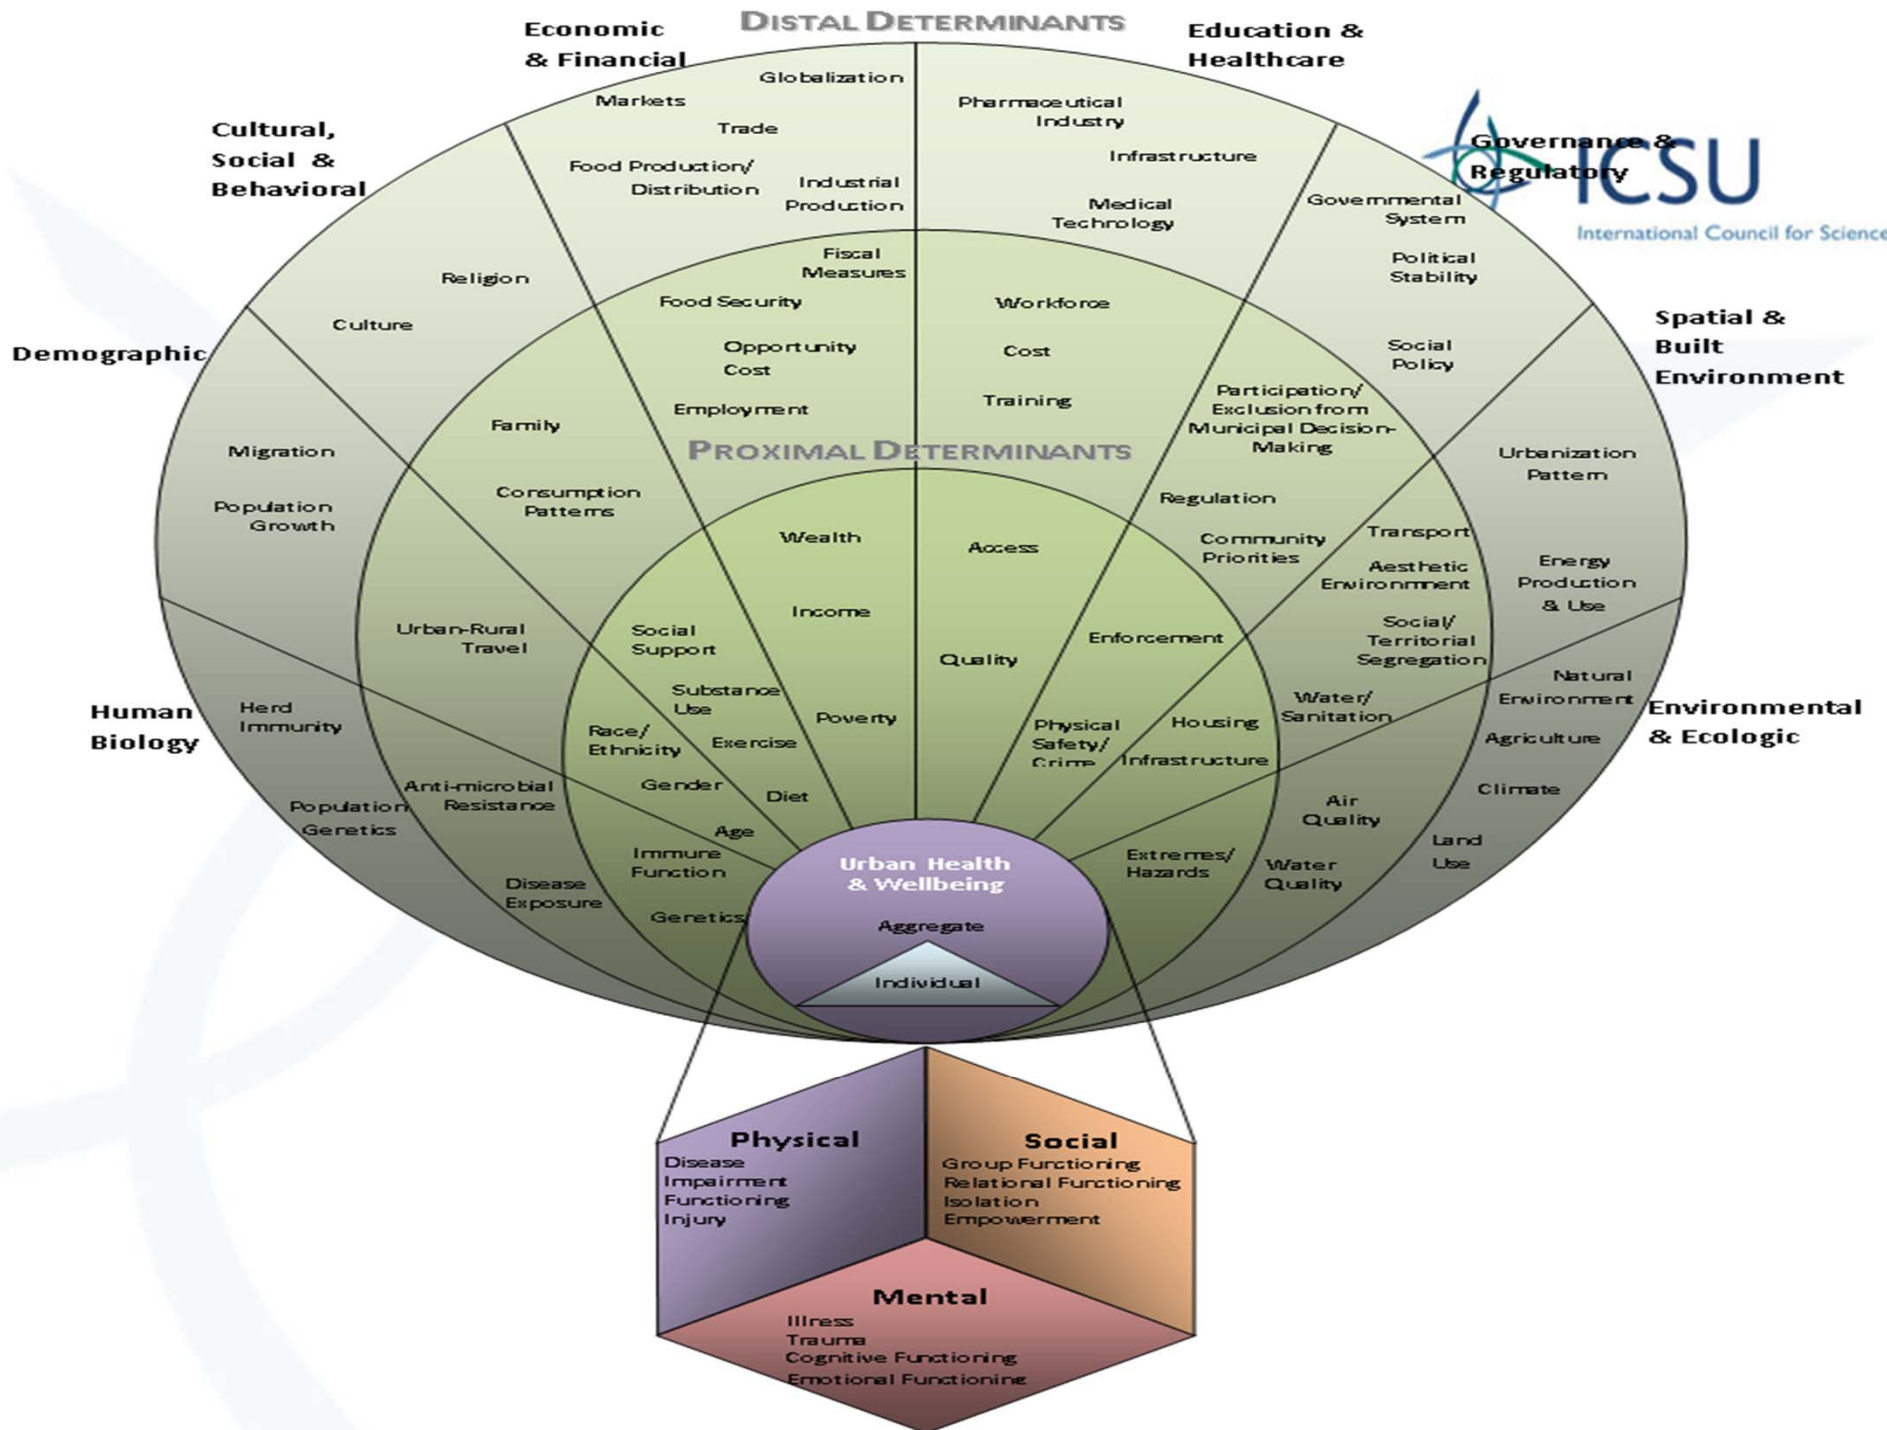 DISTAL DETERMINANTS
Economic
& Financial
Education &
Healthcare
Cultural,
Social &
Behavioral
Governance &
Regulatory
ICSU
International Council for Science
Demographic
Spatial &
Built
Environment
Human
Biology
Environmental
& Ecologic
Globalization
Markets
Trade
Food Production/
Distribution
Industrial
Production
Pharmaceutical
Industry
Infrastructure
Medical
Technology
Governmental
System
Political
Stability
Social
Policy
Religion
Culture
Migration
Population
Growth
Herd
Immunity
Population
Genetics
Urbanization
Pattern
Energy
Production
& Use
Natural
Environment
Agriculture
Climate
Land
Use
Fiscal
Measures
Food Security
Opportunity
Cost
Employment
Workforce
Cost
Training
Participation/
Exclusion from
Municipal Decision-
Making
Regulation
Community
Priorities
Family
Consumption
Patterns
Urban-Rural
Travel
Anti-microbial
Resistance
Disease
Exposure
Transport
Aesthetic
Environment
Social/
Territorial
Segregation
Water/
Sanitation
Air
Quality
Water
Quality
PROXIMAL DETERMINANTS
Wealth
Income
Poverty
Access
Quality
Enforcement
Physical
Safety/
Crime
Housing
Infrastructure
Extremes/
Hazards
Social
Support
Substance
Use
Exercise
Diet
Race/
Ethnicity
Gender
Age
Immune
Function
Genetics
Urban Health
& Wellbeing
Aggregate
Individual
Physical
Disease
Impairment
Functioning
Injury
Social
Group Functioning
Relational Functioning
Isolation
Empowerment
Mental
Illness
Trauma
Cognitive Functioning
Emotional Functioning